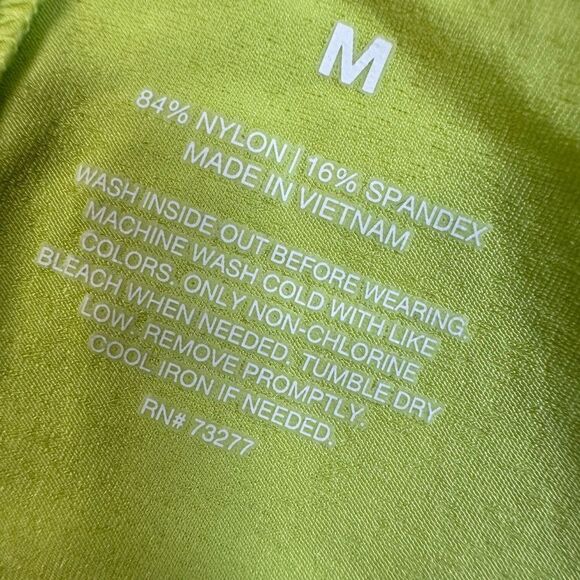 M
84% NYLON | 16% SPANDEX
MADE IN VIETNAM
WASH INSIDE OUT BEFORE WEARING.
MACHINE WASH COLD WITH LIKE
COLORS. ONLY NON-CHLORINE
BLEACH WHEN NEEDED. TUMBLE DRY
LOW. REMOVE PROMPTLY.
COOL IRON IF NEEDED.
RN# 73277